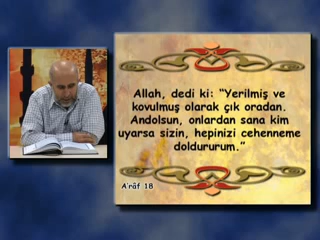 Allah, dedi ki: “Yerilmiş ve
kovulmuş olarak çık oradan.
Andolsun, onlardan sana kim
uyarsa sizin, hepinizi cehenneme
doldururum.”
A'râf 18